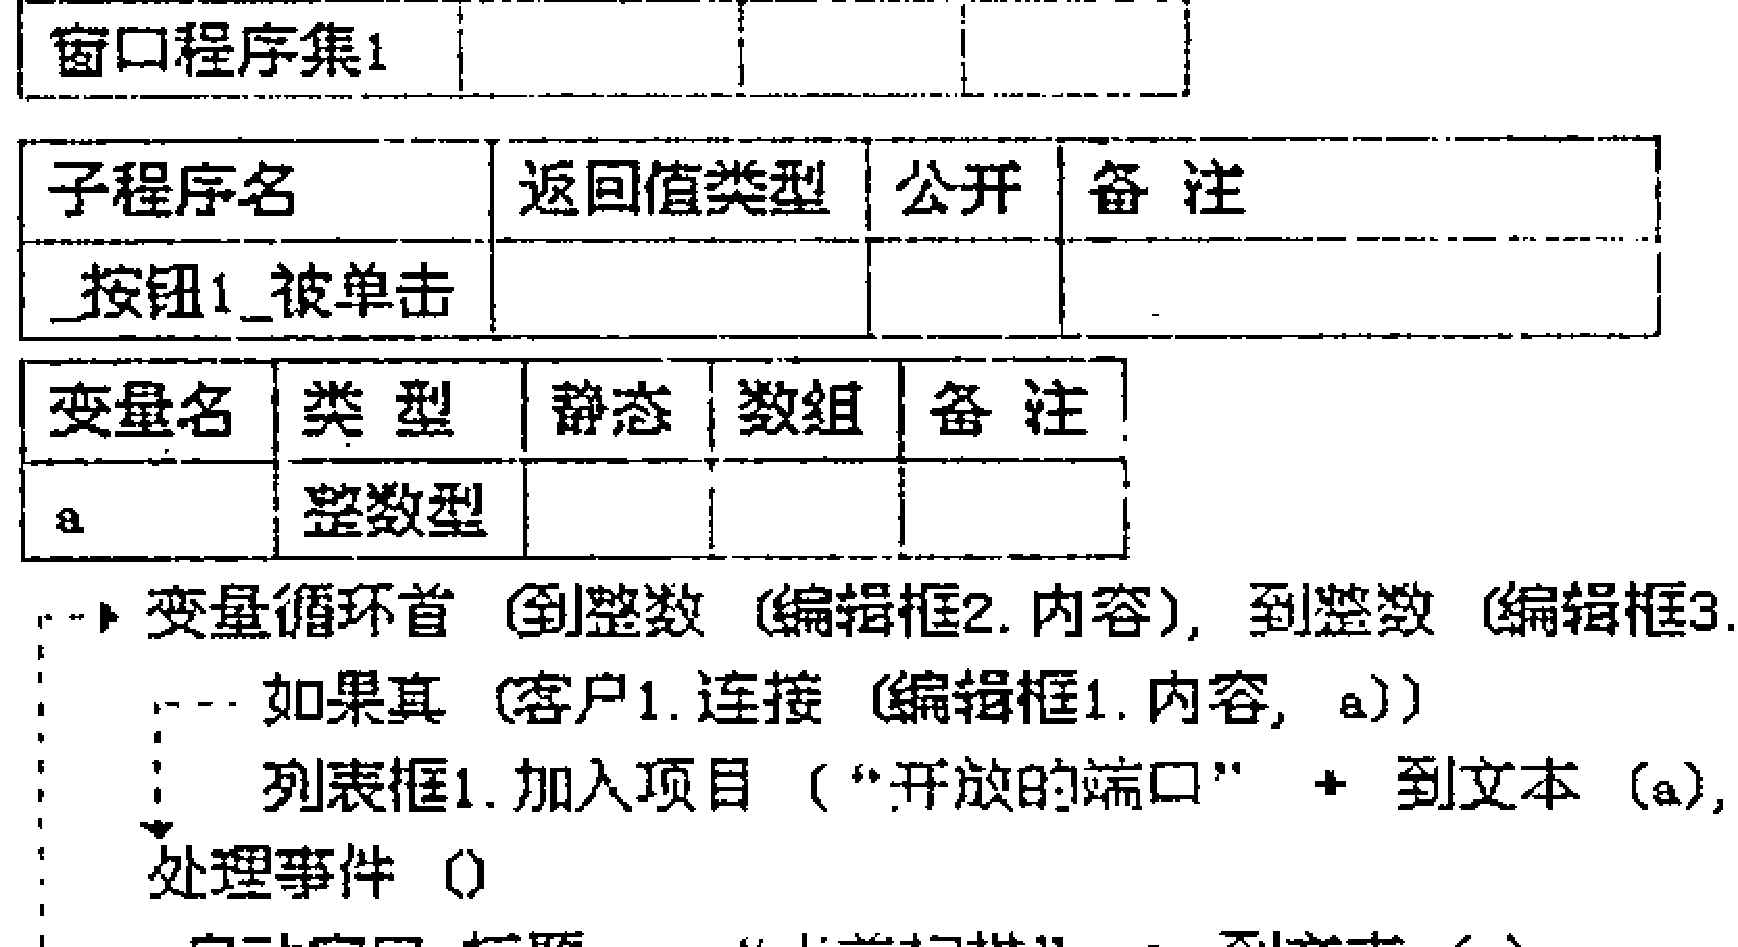 窗口程序集1
子程序名 返回值类型 公开 备 注
_按钮1_被单击
变量名 类 型 静态 数组 备 注
a 整数型
变量循环首 (到整数 (编辑框2.内容), 到整数 (编辑框3.
如果真 (客户1.连接 (编辑框1.内容, a))
列表框1.加入项目 (“开放的端口” + 到文本 (a),
处理事件 ()